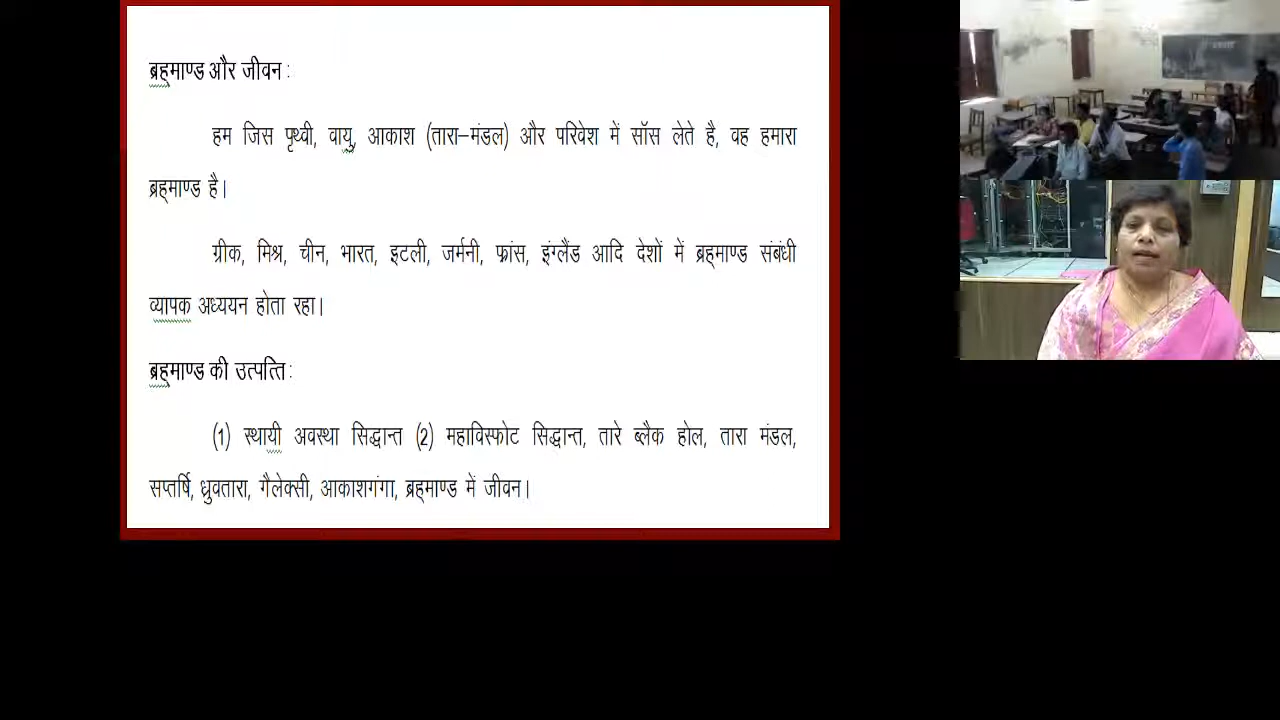 ब्रह्माण्ड और जीवन :
हम जिस पृथ्वी, वायु, आकाश (तारा–मंडल) और परिवेश में सॉस लेते है, वह हमारा
ब्रह्माण्ड है।
ग्रीक, मिश्र, चीन, भारत, इटली, जर्मनी, फ्रांस, इंग्लैंड आदि देशों में ब्रह्माण्ड संबंधी
व्यापक अध्ययन होता रहा।
ब्रह्माण्ड की उत्पत्ति :
(1) स्थायी अवस्था सिद्धान्त (2) महाविस्फोट सिद्धान्त, तारे ब्लैक होल, तारा मंडल,
सप्तर्षि, ध्रुवतारा, गैलेक्सी, आकाशगंगा, ब्रह्माण्ड में जीवन।